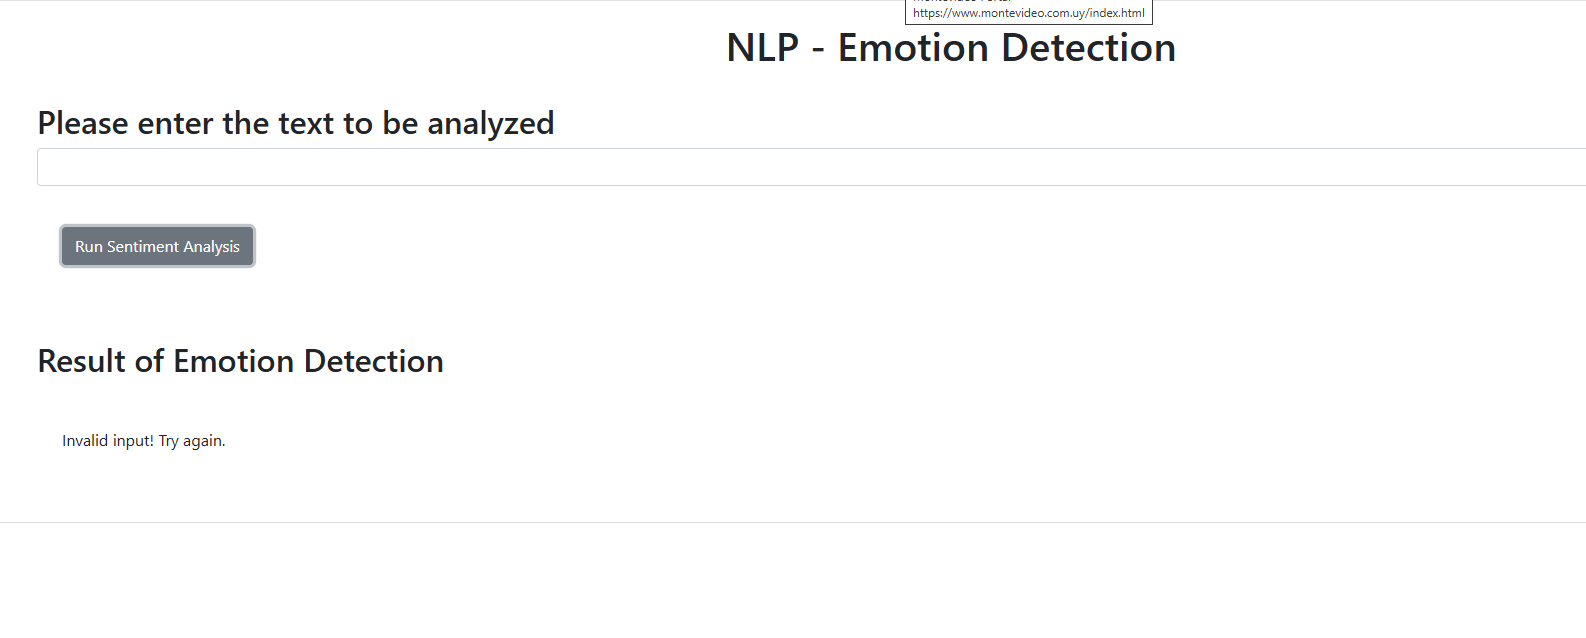 https://www.montevideo.com.uy/index.html
NLP - Emotion Detection
Please enter the text to be analyzed
Run Sentiment Analysis
Result of Emotion Detection
Invalid input! Try again.